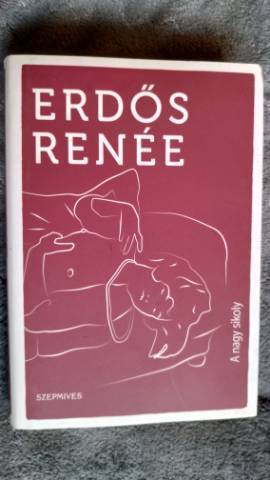 ERDŐS
RENÉE
A nagy sikoly
SZÉPMÍVES